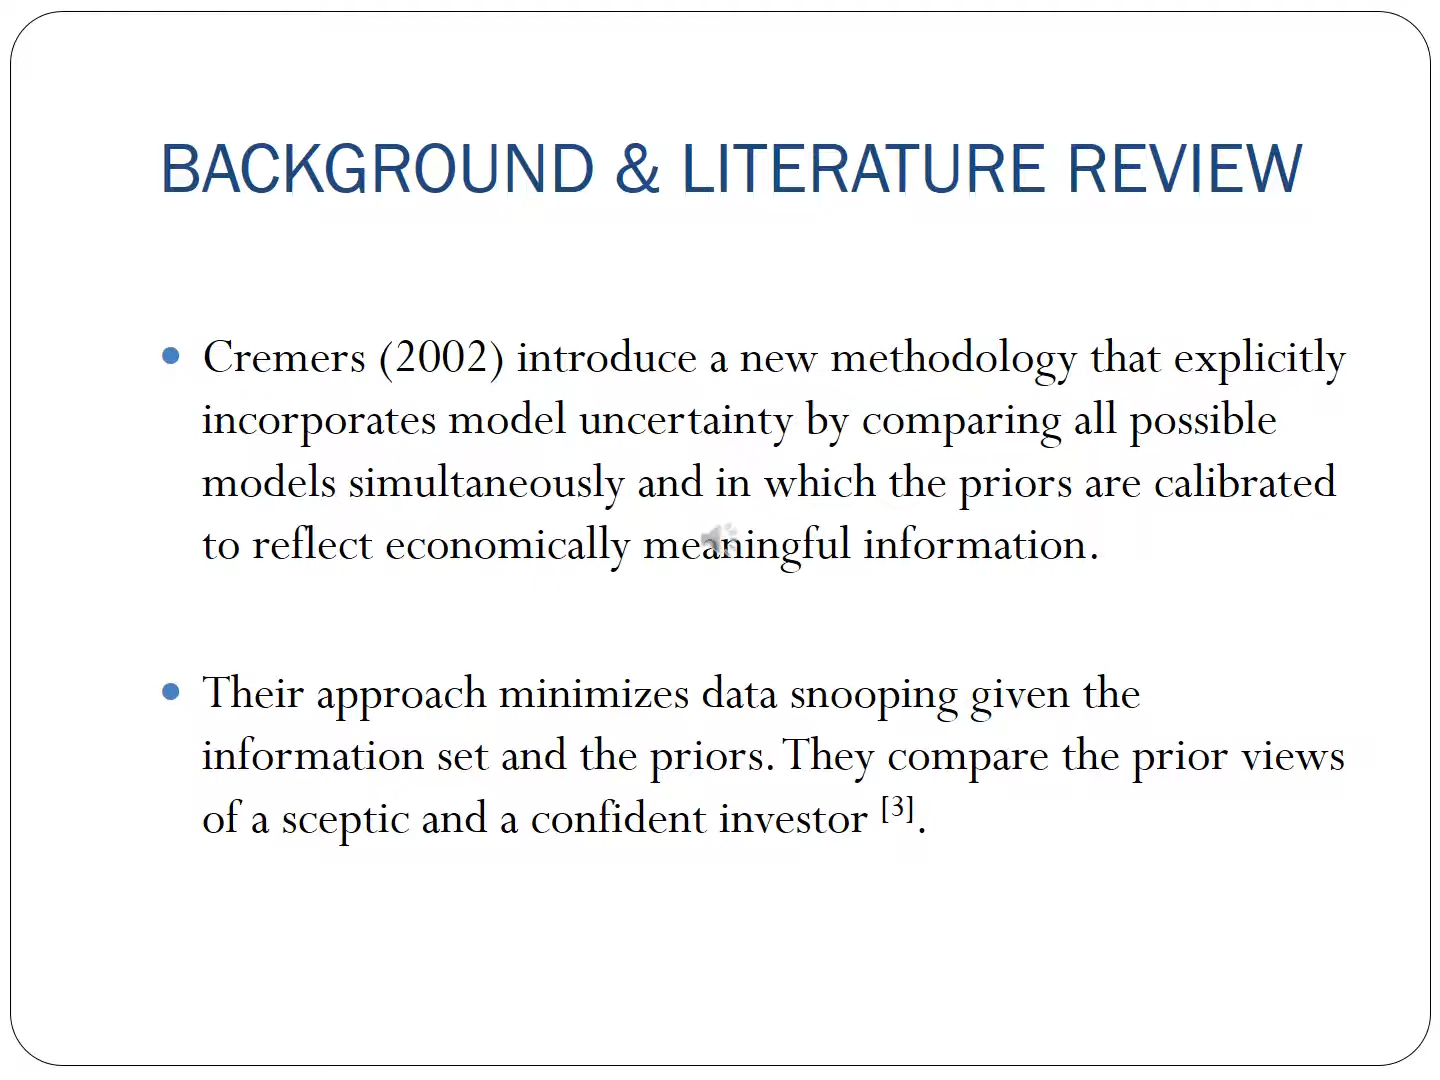 BACKGROUND & LITERATURE REVIEW
• Cremers (2002) introduce a new methodology that explicitly
incorporates model uncertainty by comparing all possible
models simultaneously and in which the priors are calibrated
to reflect economically meaningful information.
• Their approach minimizes data snooping given the
information set and the priors. They compare the prior views
of a sceptic and a confident investor [3].